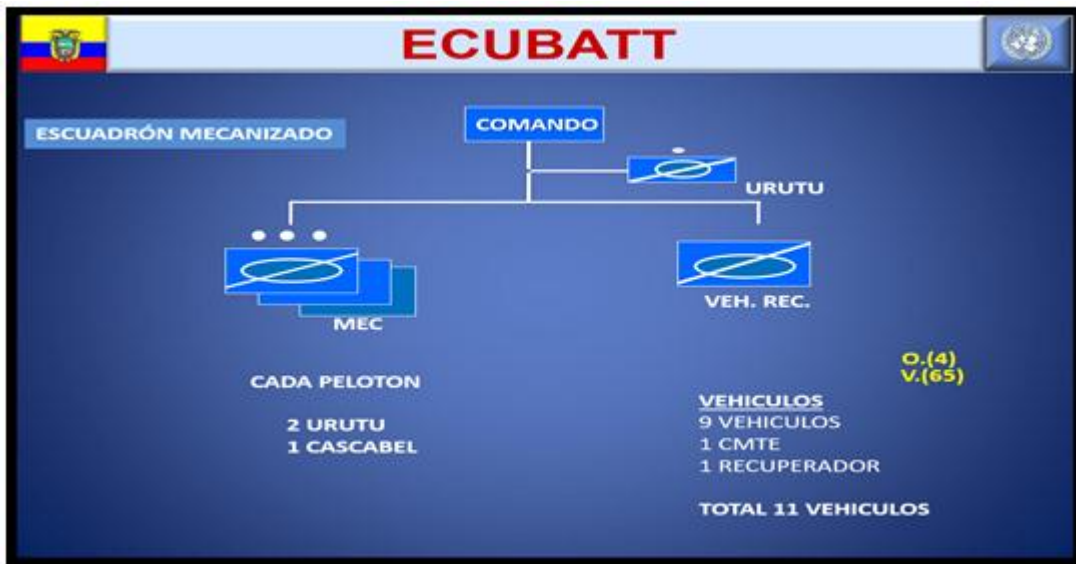 ECUBATT
ESCUADRÓN MECANIZADO
COMANDO
URUTU
MEC
VEH. REC.
CADA PELOTON
2 URUTU
1 CASCABEL
O.(4)
V.(65)
VEHICULOS
9 VEHICULOS
1 CMTE
1 RECUPERADOR
TOTAL 11 VEHICULOS